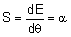 S = dE/dθ = α